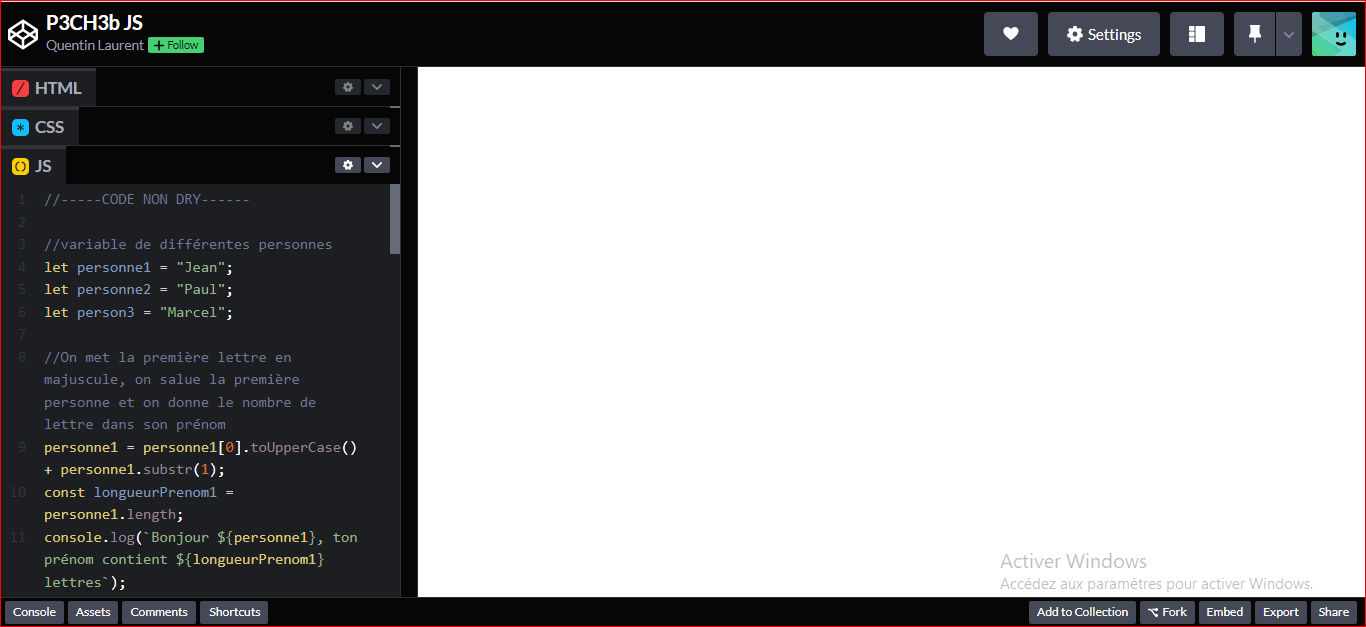 P3CH3b JS
Quentin Laurent + Follow
Settings
HTML
CSS
JS
1 //-----CODE NON DRY------
2
3 //variable de différentes personnes
4 let personne1 = "Jean";
5 let personne2 = "Paul";
6 let person3 = "Marcel";
7
8 //On met la première lettre en
majuscule, on salue la première
personne et on donne le nombre de
lettre dans son prénom
9 personne1 = personne1[0].toUpperCase()
+ personne1.substr(1);
10 const longueurPrenom1 =
personne1.length;
11 console.log(`Bonjour ${personne1}, ton
prénom contient ${longueurPrenom1}
lettres`);
Activer Windows
Accédez aux paramètres pour activer Windows.
Console Assets Comments Shortcuts Add to Collection Fork Embed Export Share